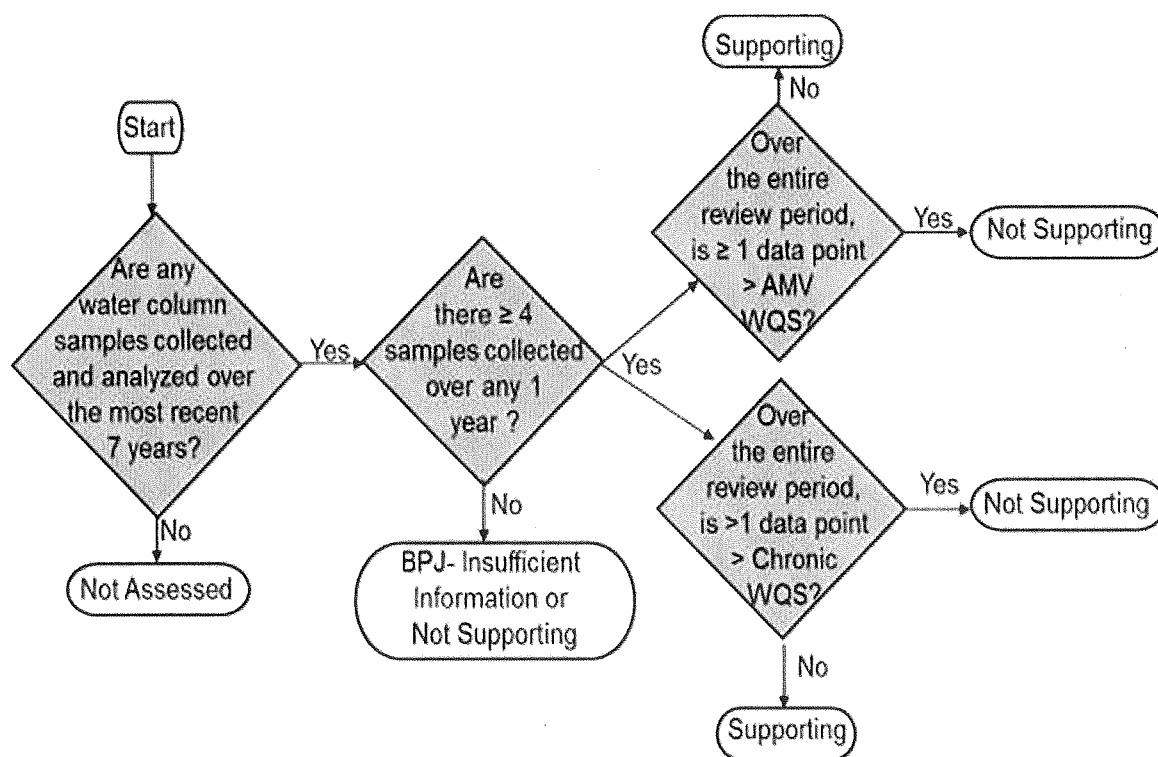 Start
Are any
water column
samples collected
and analyzed over
the most recent
7 years?
No
Not Assessed
Yes
Are
there ≥ 4
samples collected
over any 1
year ?
No
BPJ- Insufficient
Information or
Not Supporting
Yes
Supporting
No
Over
the entire
review period,
is ≥ 1 data point
> AMV
WQS?
Yes
Not Supporting
Over
the entire
review period,
is >1 data point
> Chronic
WQS?
Yes
Not Supporting
No
Supporting